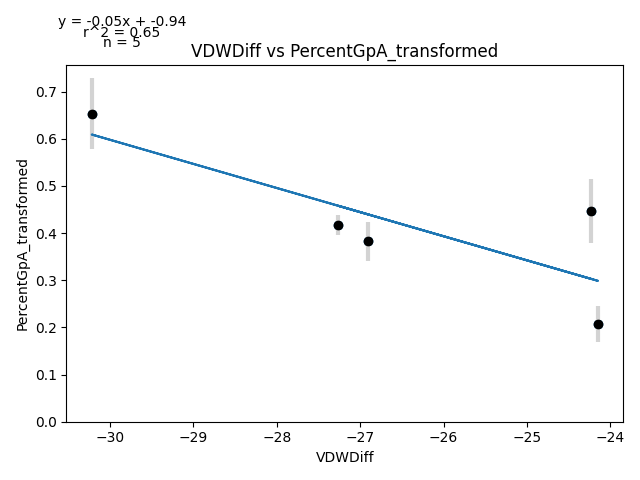 y = -0.05x + -0.94
r^2 = 0.65
n = 5
VDWDiff vs PercentGpA_transformed
PercentGpA_transformed
0.7
0.6
0.5
0.4
0.3
0.2
0.1
0.0
−30 −29 −28 −27 −26 −25 −24
VDWDiff